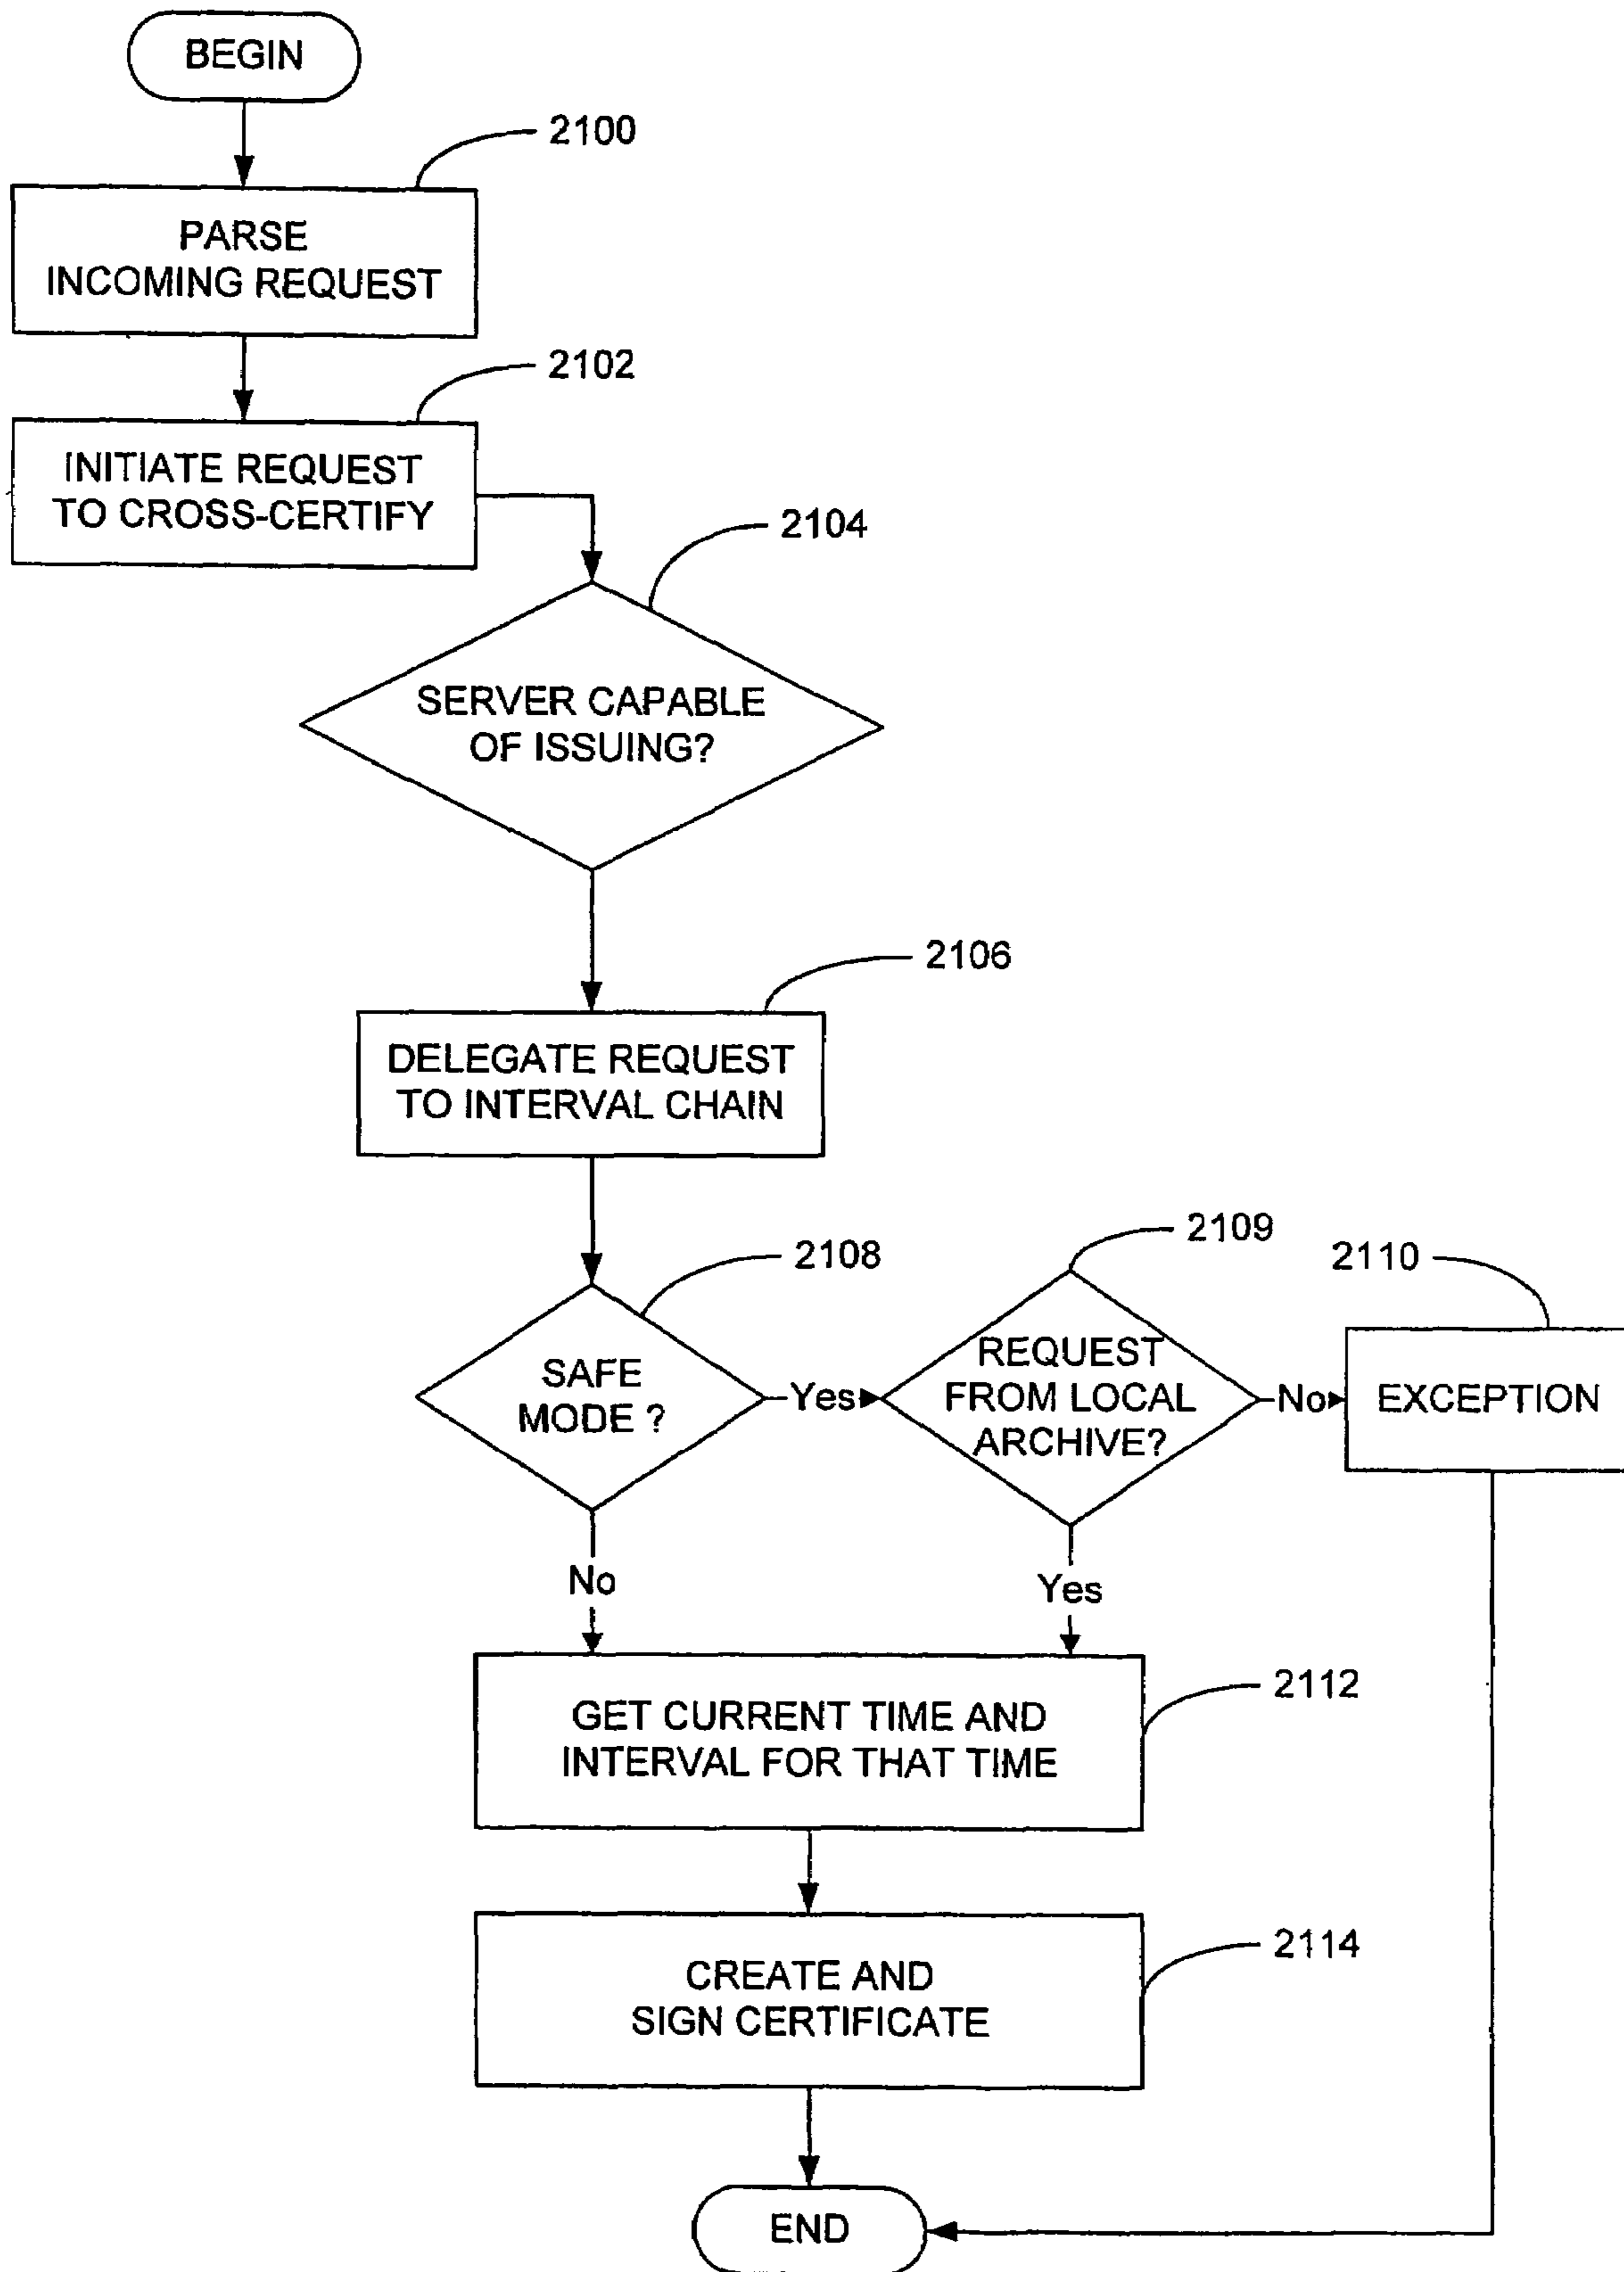 BEGIN
2100
PARSE
INCOMING REQUEST
2102
INITIATE REQUEST
TO CROSS-CERTIFY
2104
SERVER CAPABLE
OF ISSUING?
2106
DELEGATE REQUEST
TO INTERVAL CHAIN
2108
SAFE
MODE ?
Yes
2109
REQUEST
FROM LOCAL
ARCHIVE?
No
2110
EXCEPTION
No
Yes
2112
GET CURRENT TIME AND
INTERVAL FOR THAT TIME
2114
CREATE AND
SIGN CERTIFICATE
END